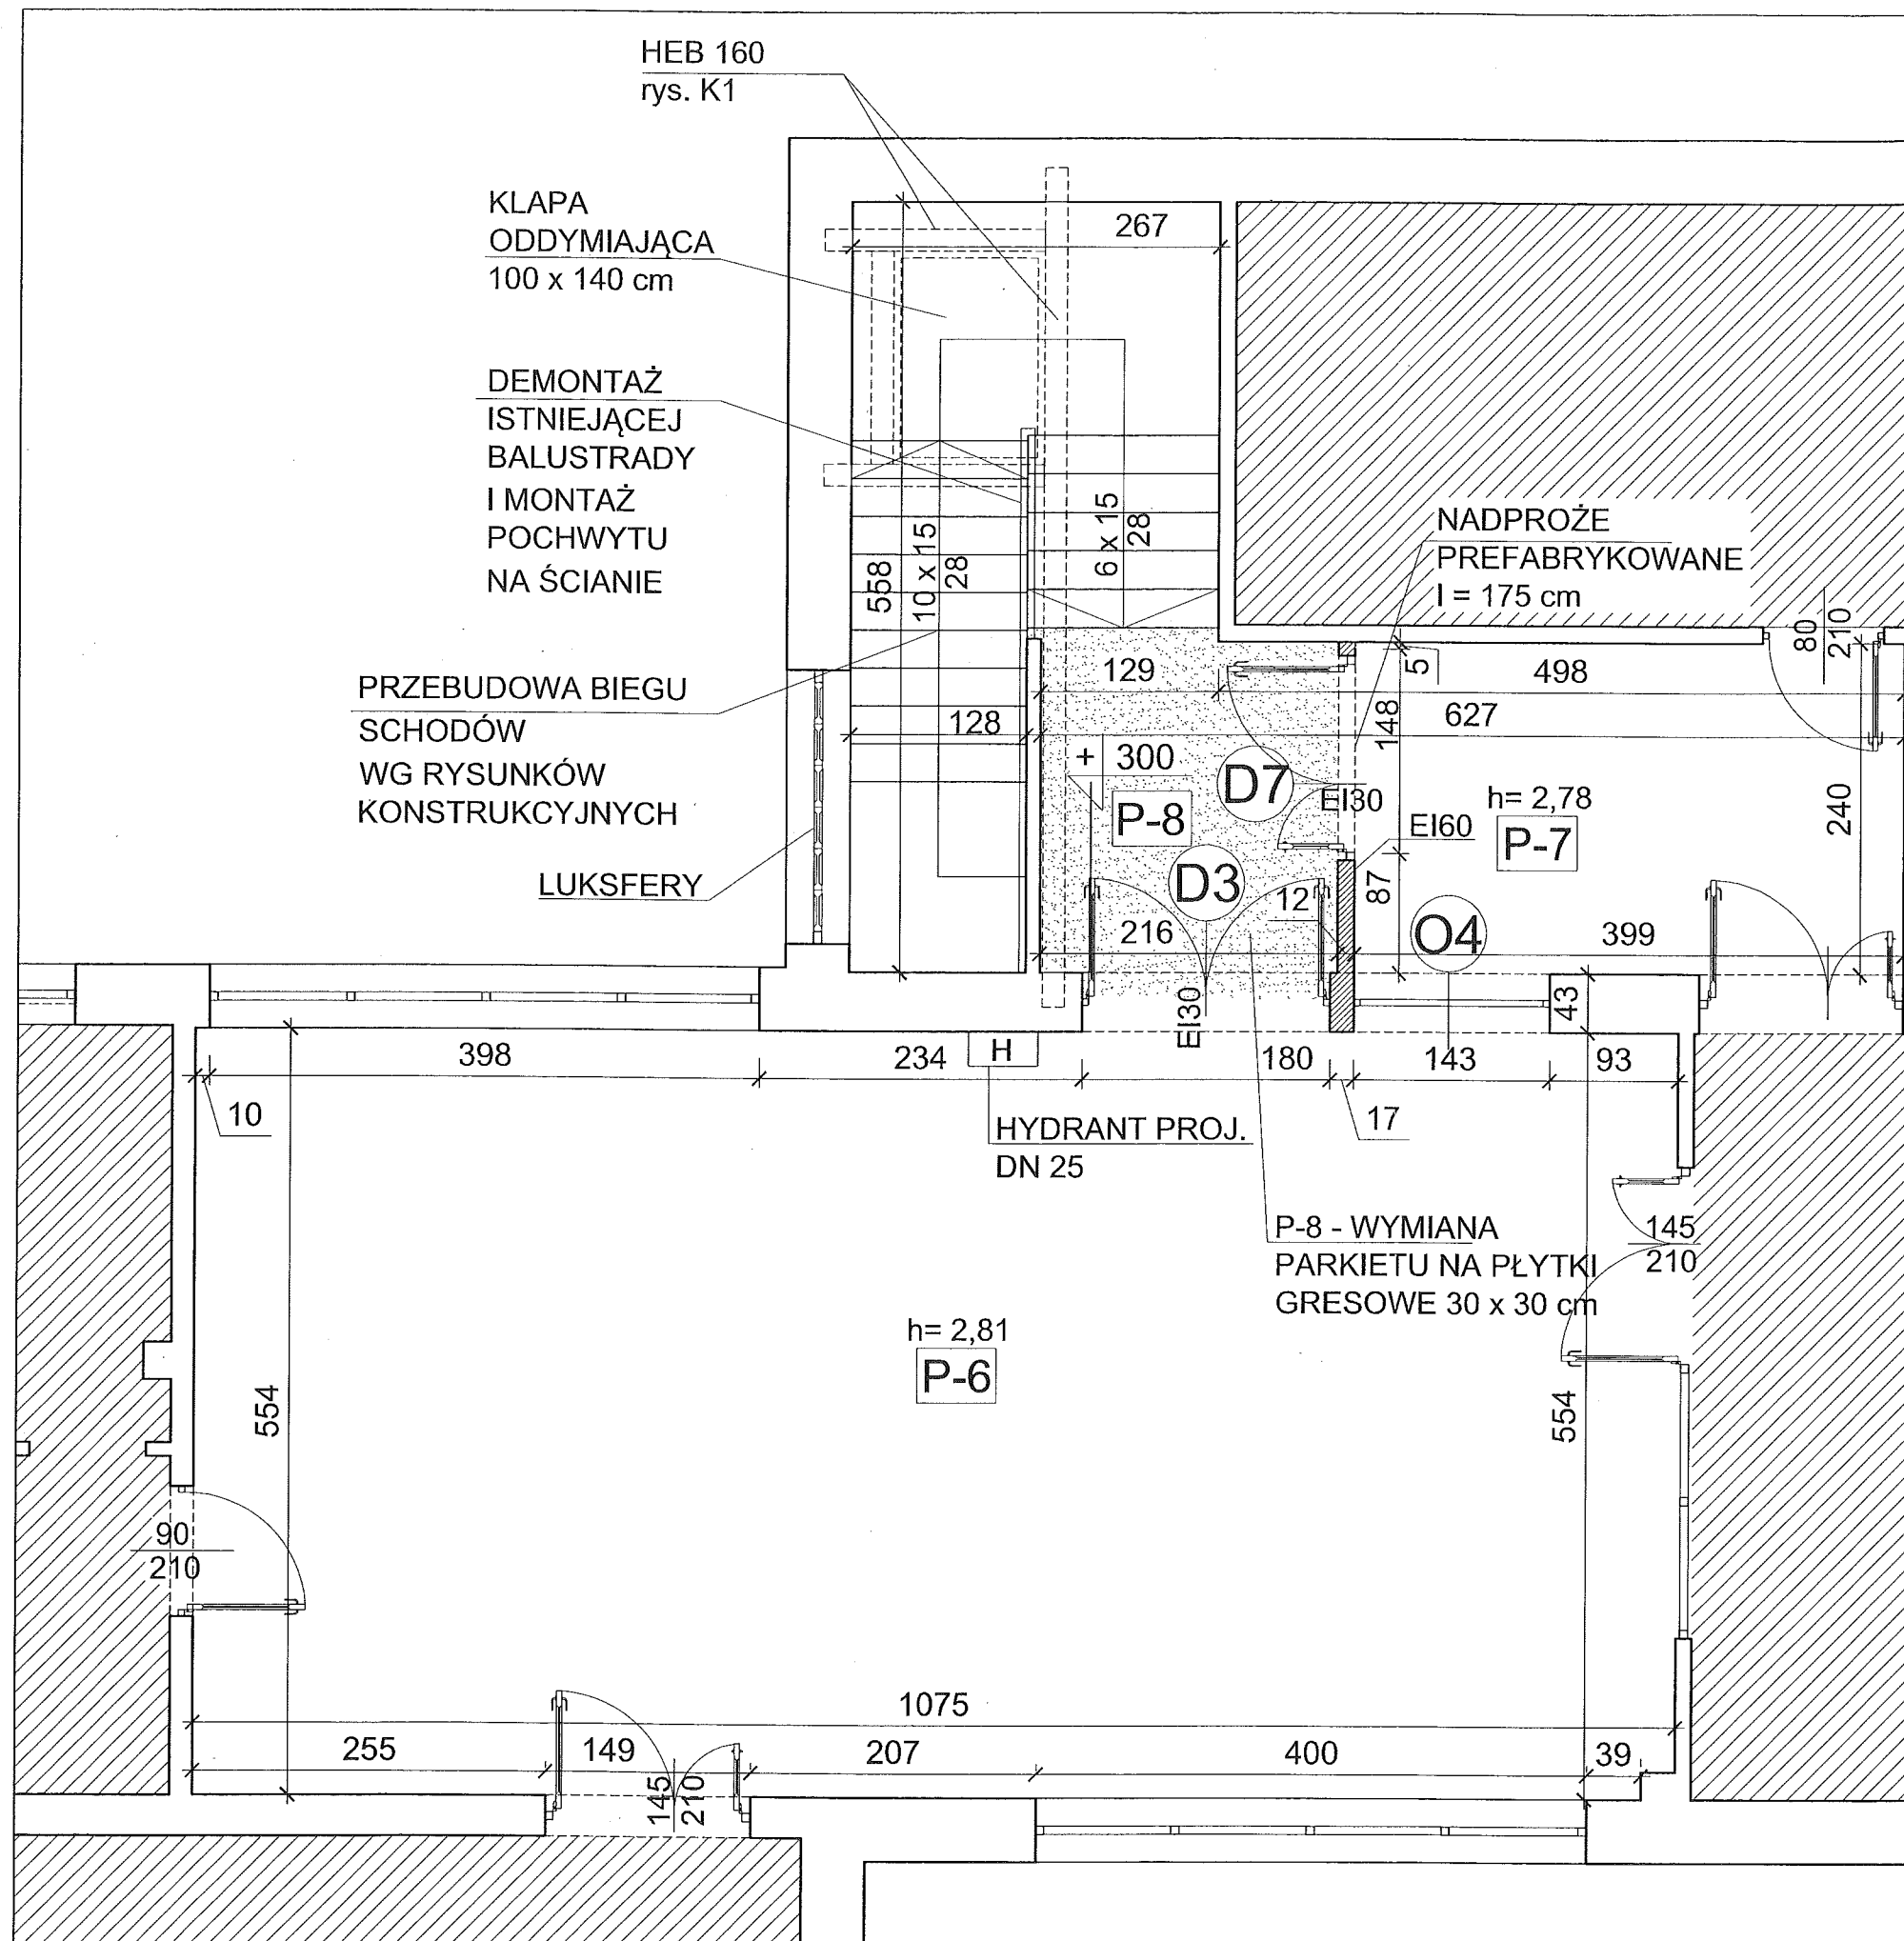 HEB 160
rys. K1
KLAPA
ODDYMIAJĄCA
100 x 140 cm
267
DEMONTAŻ
ISTNIEJĄCEJ
BALUSTRADY
I MONTAŻ
POCHWYTU
NA ŚCIANIE
558
10 x 15
28
6 x 15
28
NADPROŻE
PREFABRYKOWANE
l = 175 cm
80
210
PRZEBUDOWA BIEGU
SCHODÓW
WG RYSUNKÓW
KONSTRUKCYJNYCH
129
5
498
128
148
627
+ 300
P-8
D7
EI30
h= 2,78
P-7
240
EI60
LUKSFERY
D3
12
87
O4
216
399
EI30
43
398
234
H
180
143
93
10
17
HYDRANT PROJ.
DN 25
P-8 - WYMIANA
PARKIETU NA PŁYTKI
GRESOWE 30 x 30 cm
145
210
h= 2,81
P-6
554
554
90
210
1075
255
149
207
400
39
145
210